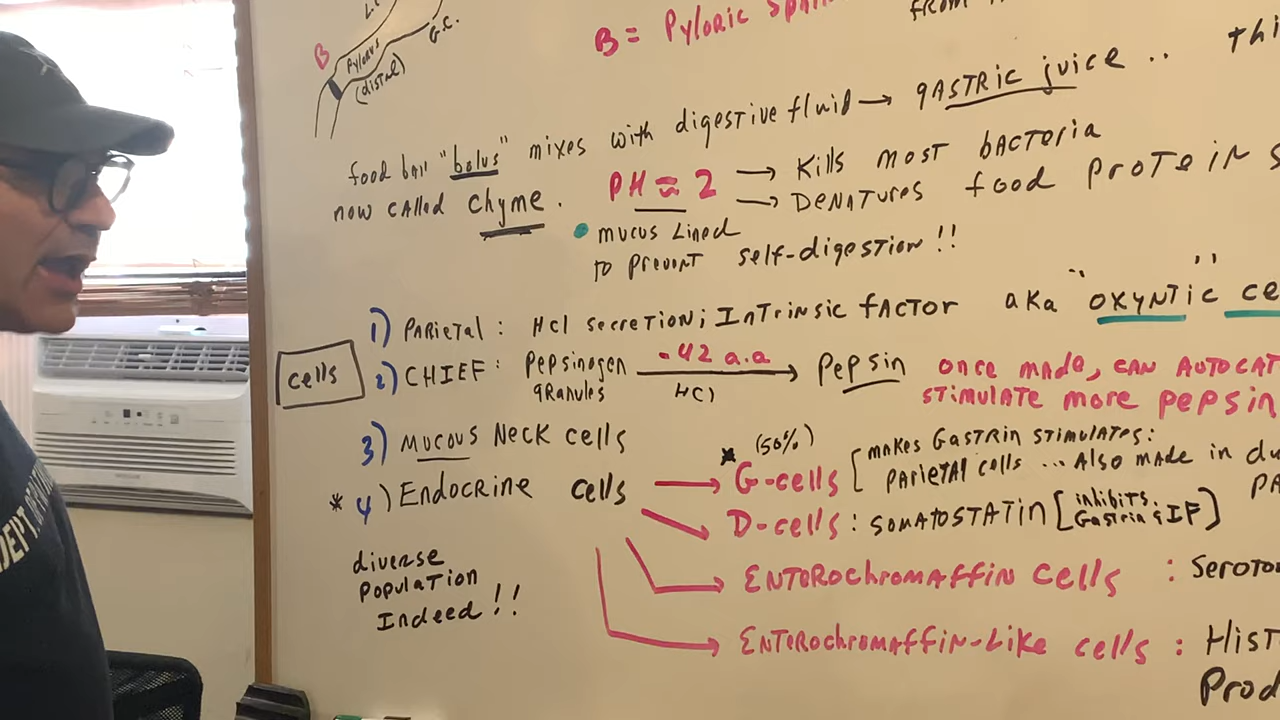 L.C
G.C.
B
Pylorus
(distal)
B = Pyloric
from
food ball "bolus" mixes with digestive fluid → gastric juice ..
now called chyme.
PH ≈ 2 → Kills most bacteria
→ Denatures food protein
• mucus lined
to prevent self-digestion!!
cells
1) Parietal: HCl secretion; Intrinsic factor aka "oxyntic"
2) CHIEF: Pepsinogen granules -42 a.a HCl → Pepsin once made, can
stimulate more pepsin
3) Mucous Neck cells
* 4) Endocrine cells
→ * (50%) G-cells [makes Gastrin stimulates:
parietal cells ... Also made in
→ D-cells: somatostatin [inhibits Gastrin & IF]
→ Enterochromaffin cells :
→ Enterochromaffin-like cells :
diverse
population
Indeed!!